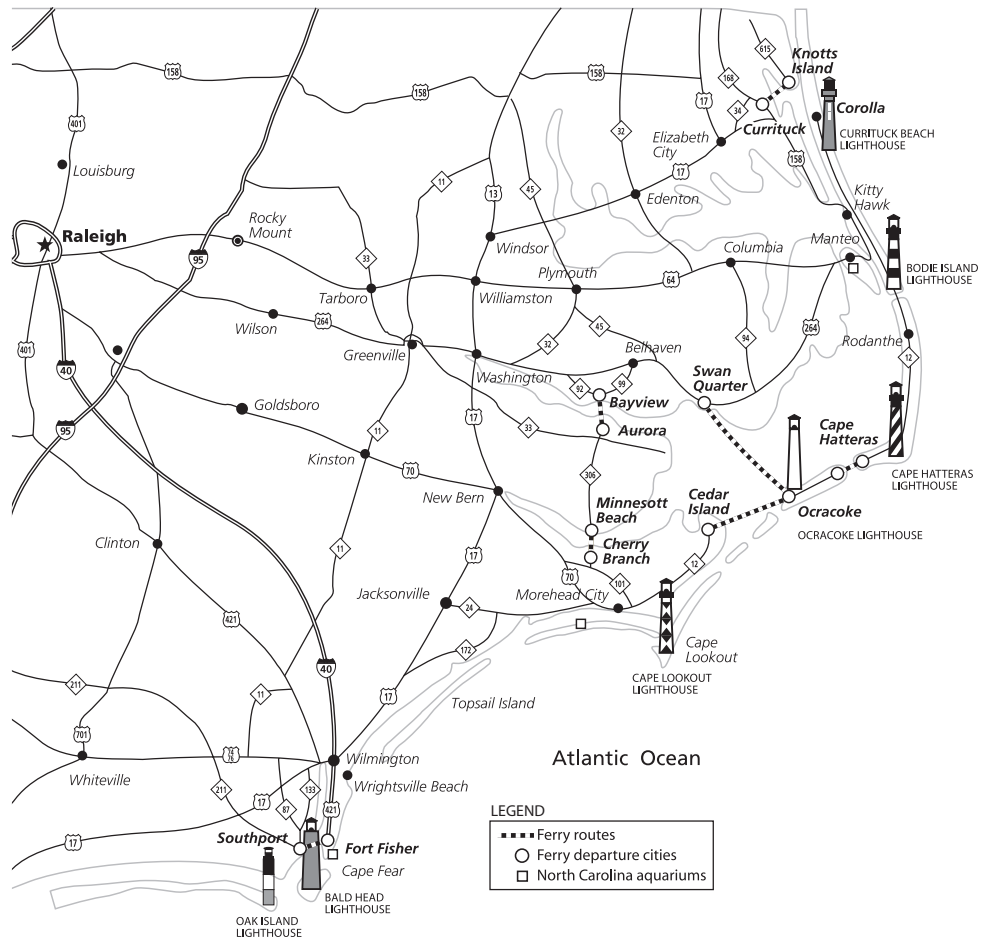 615
Knotts
Island
158
158
168
17
34
Corolla
401
158
32
Currituck
CURRITUCK BEACH
LIGHTHOUSE
Elizabeth
City
17
158
Louisburg
11
13
45
Edenton
Kitty
Hawk
Rocky
Mount
Raleigh
95
33
Windsor
Columbia
Manteo
BODIE ISLAND
LIGHTHOUSE
Plymouth
64
Tarboro
Williamston
Wilson
264
45
264
Rodanthe
401
Greenville
32
94
12
40
Belhaven
Washington
92
99
Swan
Quarter
Bayview
Goldsboro
17
95
11
33
Aurora
Cape
Hatteras
Kinston
70
306
CAPE HATTERAS
LIGHTHOUSE
New Bern
Minnesott
Beach
Cedar
Island
Ocracoke
OCRACOKE LIGHTHOUSE
Clinton
11
17
Cherry
Branch
12
70
101
Jacksonville
24
Morehead City
421
172
Cape
Lookout
40
CAPE LOOKOUT
LIGHTHOUSE
211
11
17
Topsail Island
701
76
Wilmington
Atlantic Ocean
Whiteville
211
133
Wrightsville Beach
17
87
421
LEGEND
Ferry routes
17
Southport
Fort Fisher
Ferry departure cities
Cape Fear
North Carolina aquariums
BALD HEAD
LIGHTHOUSE
OAK ISLAND
LIGHTHOUSE